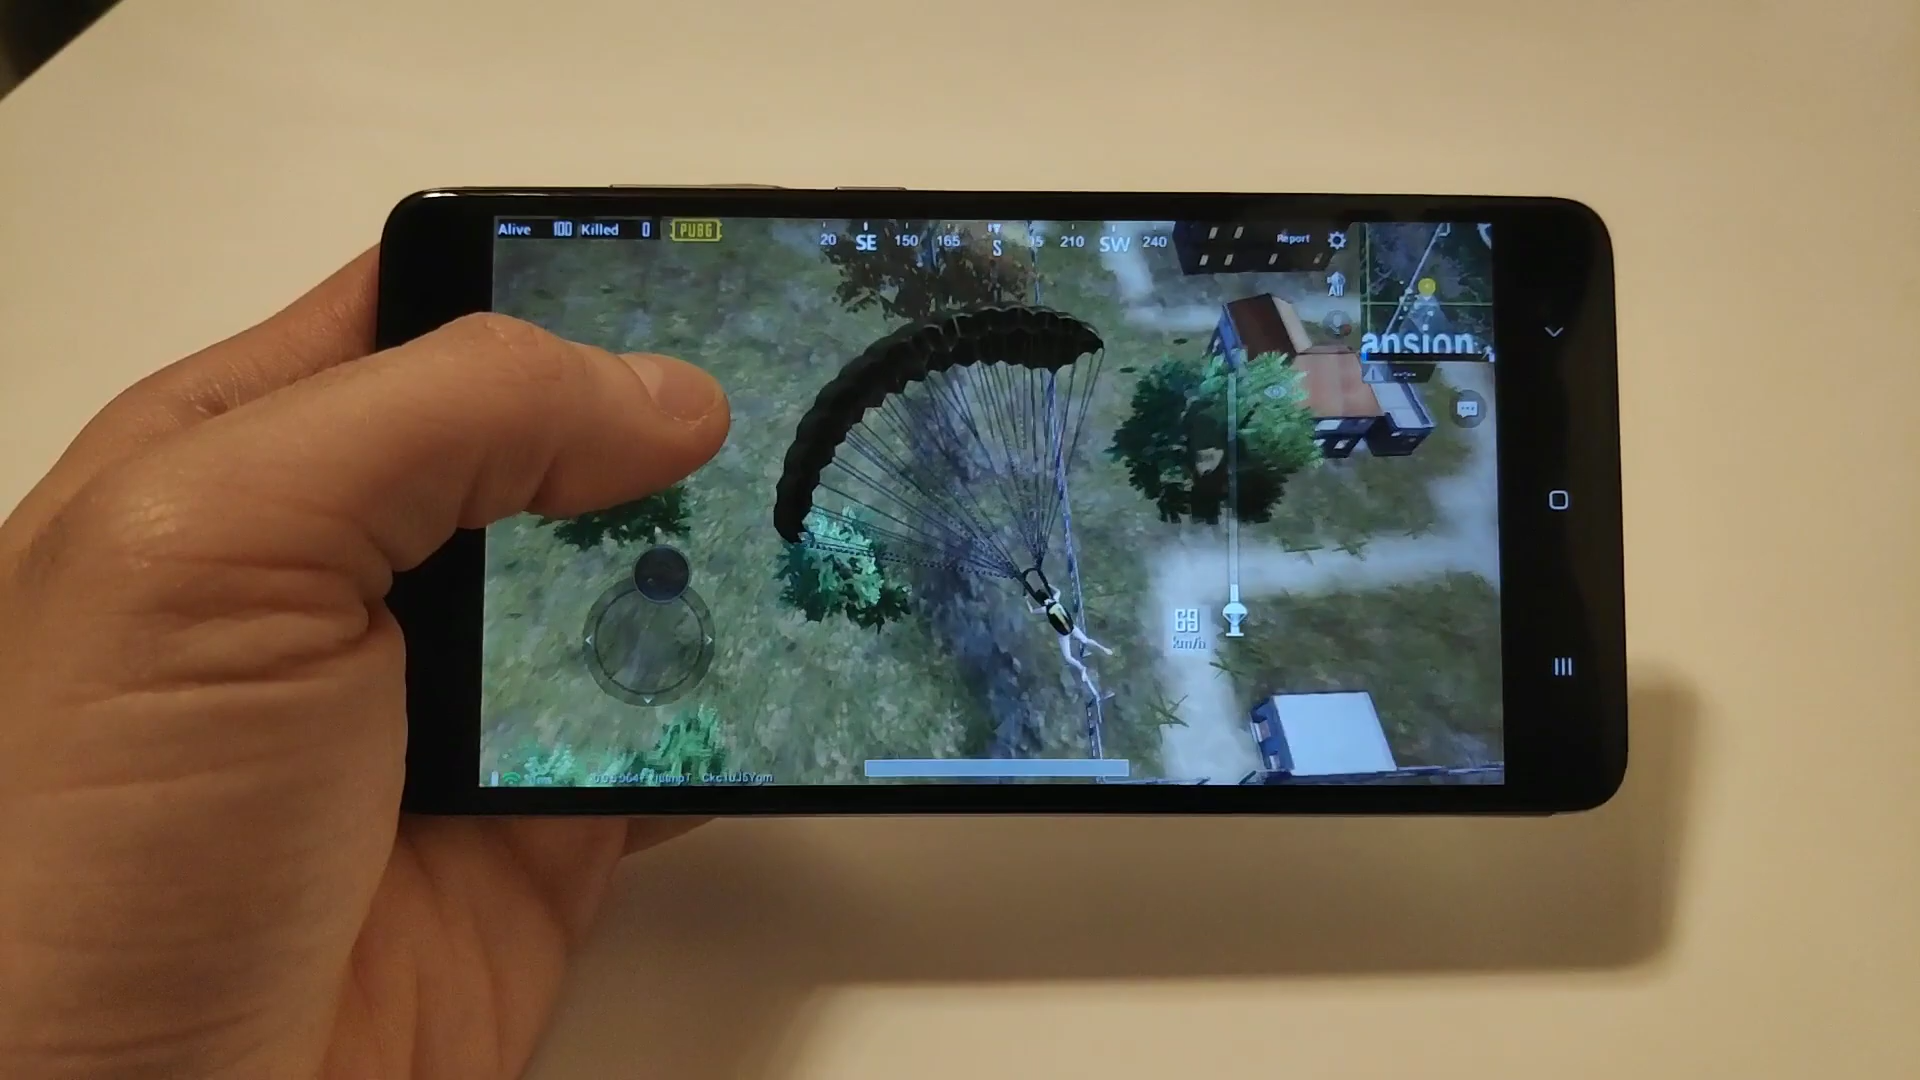 Alive 100 Killed 0 PUBG
20 SE 150 165 S 210 SW 240
Report
All
ansion
69
km/h